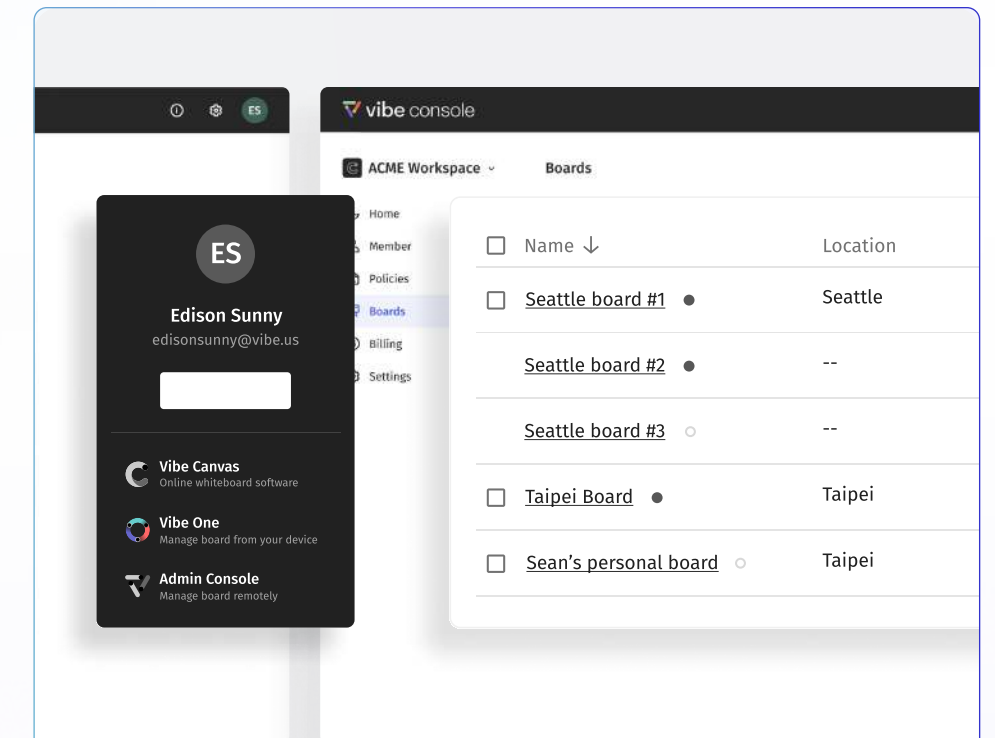 ES
vibe console
ACME Workspace
Boards
Home
Member
Policies
Boards
Billing
Settings
ES
Edison Sunny
edisonsunny@vibe.us
Vibe Canvas
Online whiteboard software
Vibe One
Manage board from your device
Admin Console
Manage board remotely
Name Location
Seattle board #1 Seattle
Seattle board #2 --
Seattle board #3 --
Taipei Board Taipei
Sean’s personal board Taipei